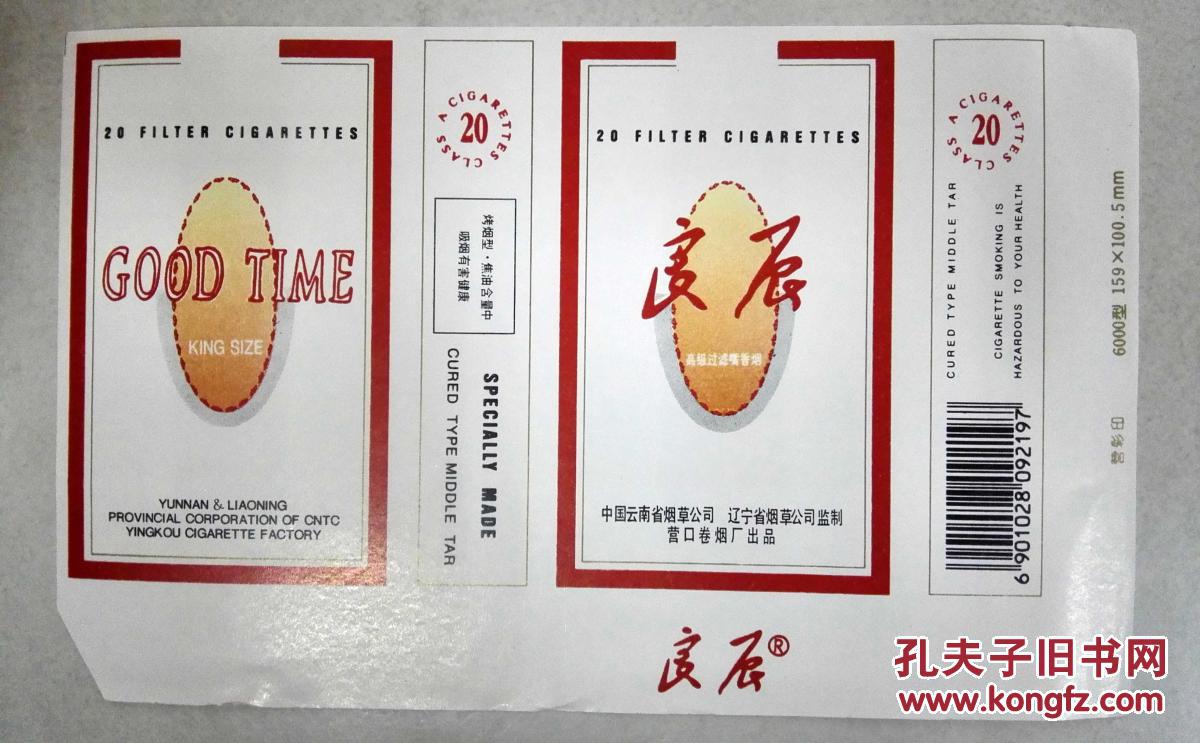 20 FILTER CIGARETTES
GOOD TIME
KING SIZE
YUNNAN & LIAONING
PROVINCIAL CORPORATION OF CNTC
YINGKOU CIGARETTE FACTORY
CIGARETTES CLASS A
20
烤烟型·焦油含量中
吸烟有害健康
SPECIALLY MADE
CURED TYPE MIDDLE TAR
20 FILTER CIGARETTES
良辰
高级过滤嘴香烟
中国云南省烟草公司 辽宁省烟草公司监制
营口卷烟厂出品
良辰®
CIGARETTES CLASS A
20
CURED TYPE MIDDLE TAR
CIGARETTE SMOKING IS
HAZARDOUS TO YOUR HEALTH
6 901028 092197
6000型 159×100.5mm
营彩印
孔夫子旧书网
www.kongfz.com